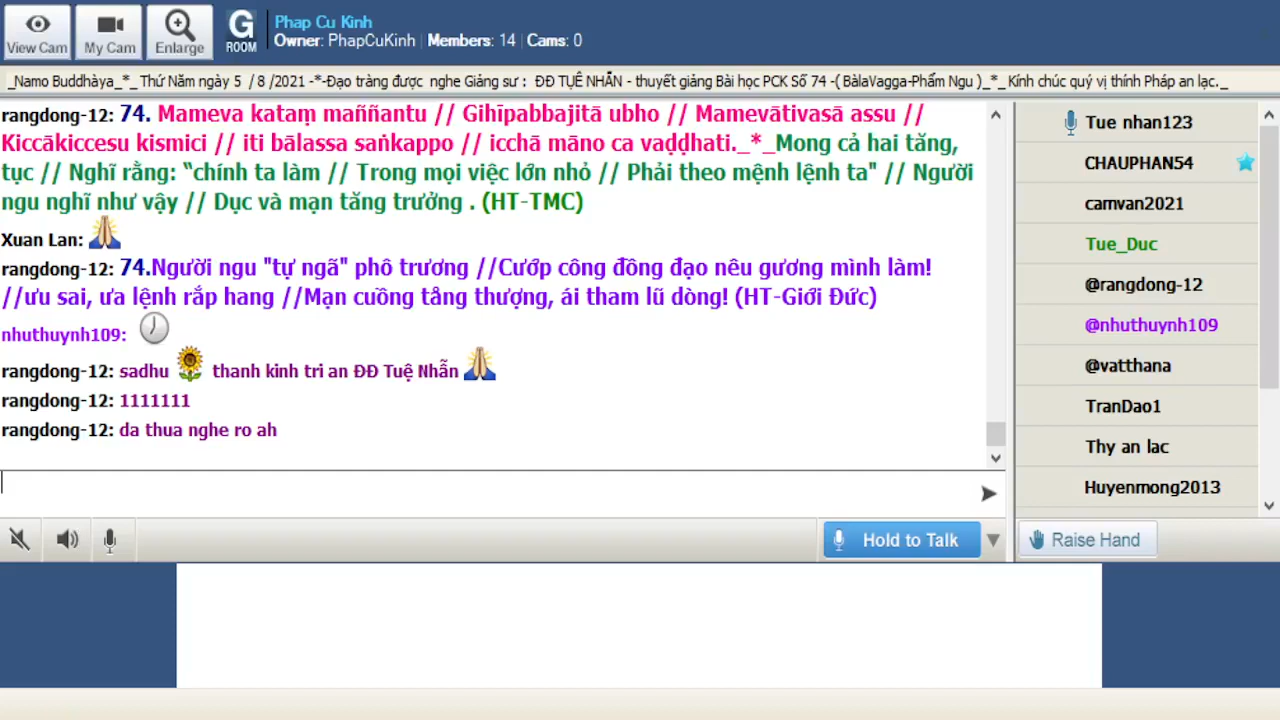 View Cam
My Cam
Enlarge
G
ROOM
Phap Cu Kinh
Owner: PhapCuKinh | Members: 14 | Cams: 0
_Namo Buddhàya_*_ Thứ Năm ngày 5 / 8 /2021 -*-Đạo tràng được nghe Giảng sư : ĐĐ TUỆ NHẪN - thuyết giảng Bài học PCK Số 74 -( BàlaVagga-Phẩm Ngu )_*_ Kính chúc quý vị thính Pháp an lạc._
rangdong-12: 74. Mameva kataṃ maññantu // Gihīpabbajitā ubho // Mamevātivasā assu //
Kiccākiccesu kismici // iti bālassa saṅkappo // icchā māno ca vaḍḍhati._*_Mong cả hai tăng,
tục // Nghĩ rằng: “chính ta làm // Trong mọi việc lớn nhỏ // Phải theo mệnh lệnh ta" // Người
ngu nghĩ như vậy // Dục và mạn tăng trưởng . (HT-TMC)
Xuan Lan:
rangdong-12: 74.Người ngu "tự ngã" phô trương //Cướp công đồng đạo nêu gương mình làm!
//ưu sai, ưa lệnh rắp hang //Mạn cuồng tâng thượng, ái tham lũ dòng! (HT-Giới Đức)
nhuthuynh109:
rangdong-12: sadhu thanh kinh tri an ĐĐ Tuệ Nhẫn
rangdong-12: 1111111
rangdong-12: da thua nghe ro ah
Tue nhan123
CHAUPHAN54
camvan2021
Tue_Duc
@rangdong-12
@nhuthuynh109
@vatthana
TranDao1
Thy an lac
Huyenmong2013
Hold to Talk
Raise Hand